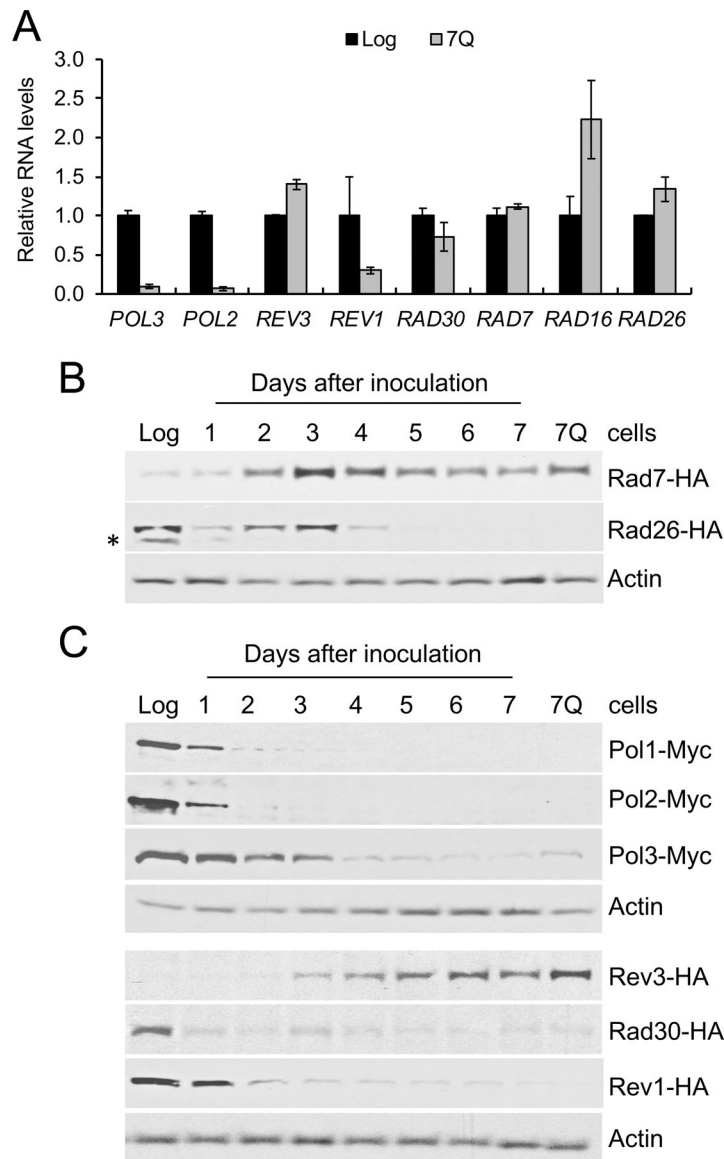 A
Log 7Q
Relative RNA levels
3.0
2.5
2.0
1.5
1.0
0.5
0.0
POL3 POL2 REV3 REV1 RAD30 RAD7 RAD16 RAD26
B
Days after inoculation
Log 1 2 3 4 5 6 7 7Q cells
Rad7-HA
* Rad26-HA
Actin
C
Days after inoculation
Log 1 2 3 4 5 6 7 7Q cells
Pol1-Myc
Pol2-Myc
Pol3-Myc
Actin
Rev3-HA
Rad30-HA
Rev1-HA
Actin